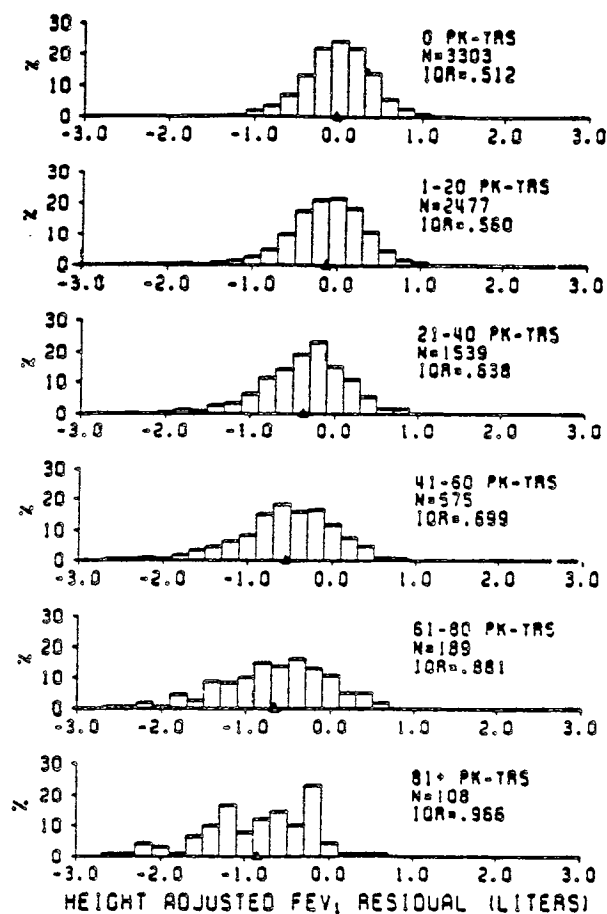 30
20
10
0
%
0 PK-YRS
N=3303
IQR=.512
-3.0 -2.0 -1.0 0.0 1.0 2.0 3.0
30
20
10
0
%
1-20 PK-YRS
N=2477
IQR=.560
-3.0 -2.0 -1.0 0.0 1.0 2.0 3.0
30
20
10
0
%
21-40 PK-YRS
N=1539
IQR=.638
-3.0 -2.0 -1.0 0.0 1.0 2.0 3.0
30
20
10
0
%
41-60 PK-YRS
N=575
IQR=.699
-3.0 -2.0 -1.0 0.0 1.0 2.0 3.0
30
20
10
0
%
61-80 PK-YRS
N=189
IQR=.881
-3.0 -2.0 -1.0 0.0 1.0 2.0 3.0
30
20
10
0
%
81+ PK-YRS
N=108
IQR=.966
-3.0 -2.0 -1.0 0.0 1.0 2.0 3.0
HEIGHT ADJUSTED FEV₁ RESIDUAL (LITERS)